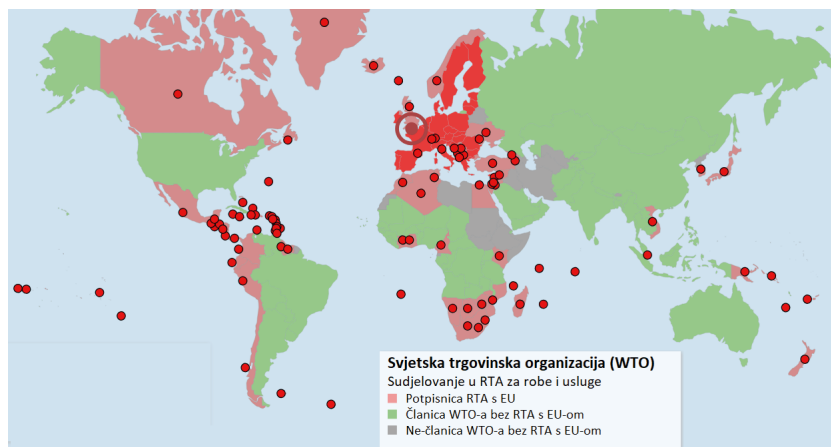 Svjetska trgovinska organizacija (WTO)
Sudjelovanje u RTA za robe i usluge
Potpisnica RTA s EU
Članica WTO-a bez RTA s EU-om
Ne-članica WTO-a bez RTA s EU-om